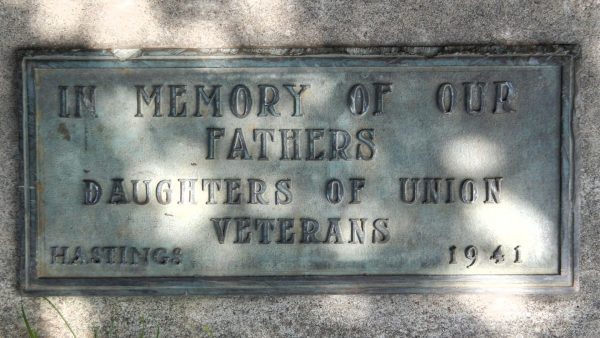 IN MEMORY OF OUR
FATHERS
DAUGHTERS OF UNION
VETERANS
HASTINGS 1941